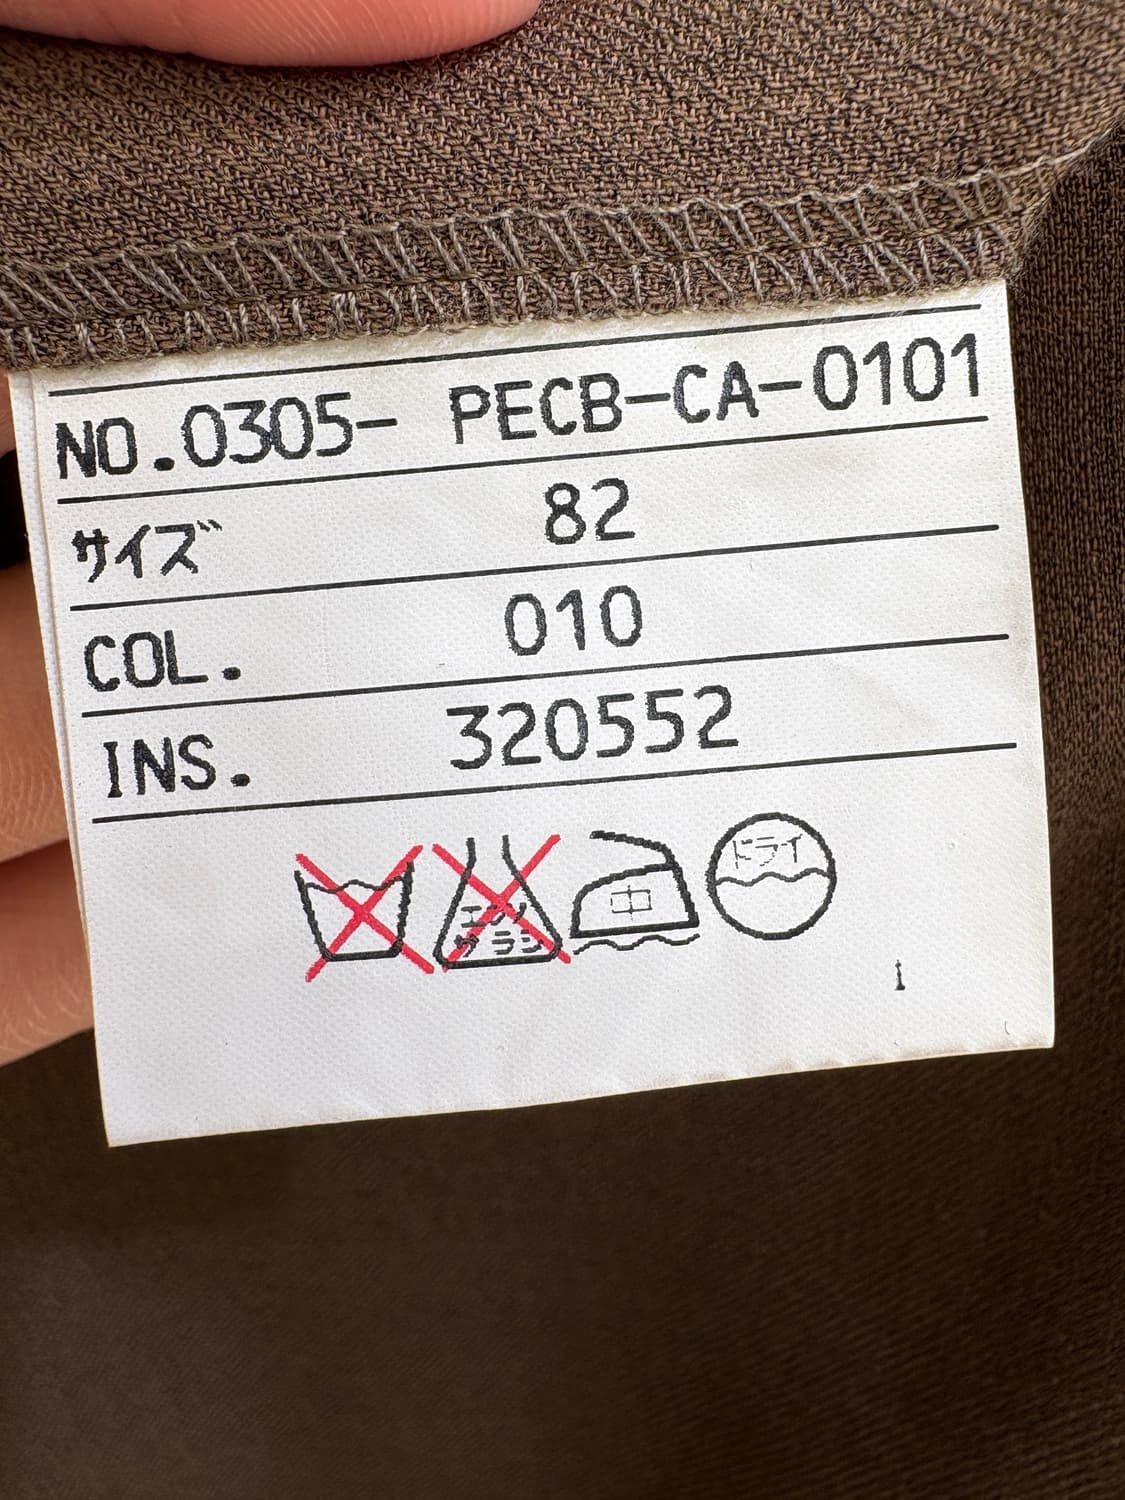 NO.0305- PECB-CA-0101
サイズ 82
COL. 010
INS. 320552
エンソ
サラシ
中
ドライ
i